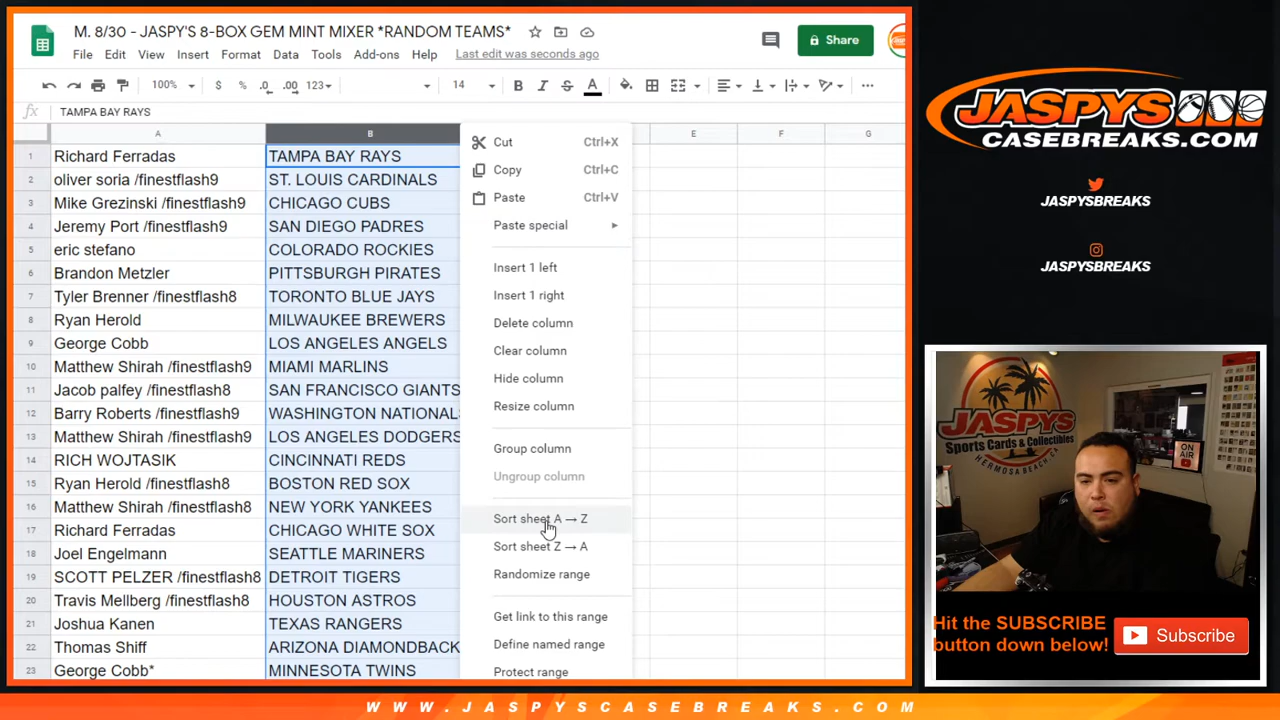 M. 8/30 - JASPY'S 8-BOX GEM MINT MIXER *RANDOM TEAMS*
File Edit View Insert Format Data Tools Add-ons Help Last edit was seconds ago
Share
100% $ % .0 .00 123 14 B I S A
fx TAMPA BAY RAYS
A B E F G
1 Richard Ferradas TAMPA BAY RAYS
2 oliver soria /finestflash9 ST. LOUIS CARDINALS
3 Mike Grezinski /finestflash9 CHICAGO CUBS
4 Jeremy Port /finestflash9 SAN DIEGO PADRES
5 eric stefano COLORADO ROCKIES
6 Brandon Metzler PITTSBURGH PIRATES
7 Tyler Brenner /finestflash8 TORONTO BLUE JAYS
8 Ryan Herold MILWAUKEE BREWERS
9 George Cobb LOS ANGELES ANGELS
10 Matthew Shirah /finestflash9 MIAMI MARLINS
11 Jacob palfey /finestflash8 SAN FRANCISCO GIANTS
12 Barry Roberts /finestflash9 WASHINGTON NATIONALS
13 Matthew Shirah /finestflash9 LOS ANGELES DODGERS
14 RICH WOJTASIK CINCINNATI REDS
15 Ryan Herold /finestflash8 BOSTON RED SOX
16 Matthew Shirah /finestflash9 NEW YORK YANKEES
17 Richard Ferradas CHICAGO WHITE SOX
18 Joel Engelmann SEATTLE MARINERS
19 SCOTT PELZER /finestflash8 DETROIT TIGERS
20 Travis Mellberg /finestflash8 HOUSTON ASTROS
21 Joshua Kanen TEXAS RANGERS
22 Thomas Shiff ARIZONA DIAMONDBACK
23 George Cobb* MINNESOTA TWINS
Cut Ctrl+X
Copy Ctrl+C
Paste Ctrl+V
Paste special
Insert 1 left
Insert 1 right
Delete column
Clear column
Hide column
Resize column
Group column
Ungroup column
Sort sheet A → Z
Sort sheet Z → A
Randomize range
Get link to this range
Define named range
Protect range
JASPYS
CASEBREAKS.COM
JASPYSBREAKS
JASPYSBREAKS
JASPYS
Sports Cards & Collectibles
HERMOSA BEACH
ON AIR
Hit the SUBSCRIBE
button down below!
Subscribe
WWW.JASPYSCASEBREAKS.COM